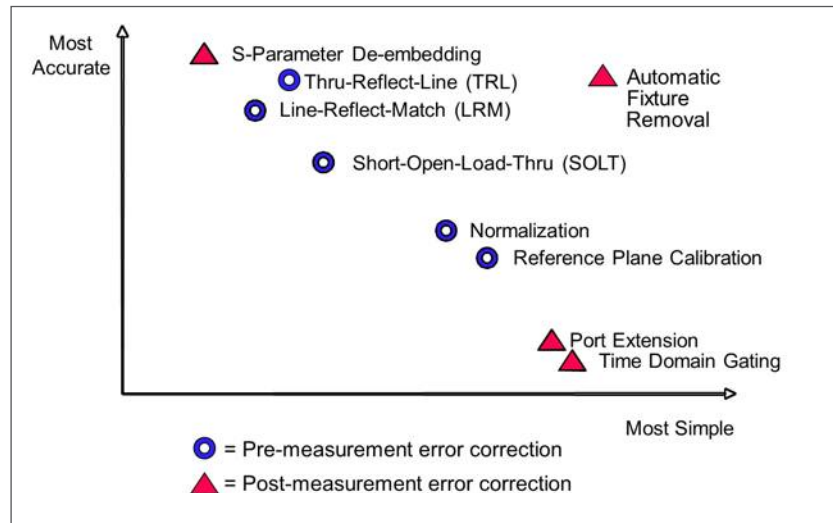 Most
Accurate
S-Parameter De-embedding
Thru-Reflect-Line (TRL)
Line-Reflect-Match (LRM)
Automatic
Fixture
Removal
Short-Open-Load-Thru (SOLT)
Normalization
Reference Plane Calibration
Port Extension
Time Domain Gating
Most Simple
= Pre-measurement error correction
= Post-measurement error correction